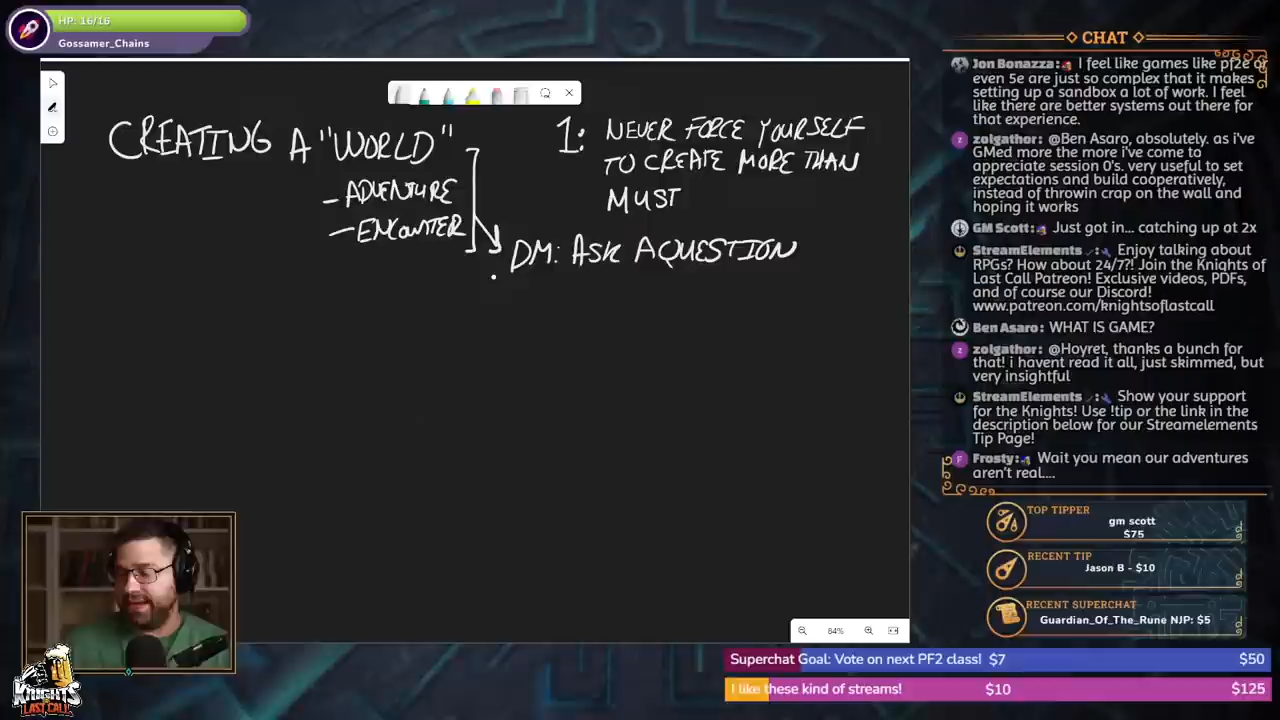 HP: 16/16
Gossamer_Chains
CREATING A "WORLD"
- ADVENTURE
- ENCOUNTER
1: NEVER FORCE YOURSELF
TO CREATE MORE THAN
MUST
DM: ASK A QUESTION
84%
CHAT
Jon Bonazza: I feel like games like pf2e or
even 5e are just so complex that it makes
setting up a sandbox a lot of work. I feel
like there are better systems out there for
that experience.
zolgathor: @Ben Asaro, absolutely. as i've
GMed more the more i've come to
appreciate session 0s. very useful to set
expectations and build cooperatively,
instead of throwin crap on the wall and
hoping it works
GM Scott: Just got in... catching up at 2x
StreamElements: Enjoy talking about
RPGs? How about 24/7?! Join the Knights of
Last Call Patreon! Exclusive videos, PDFs,
and of course our Discord!
www.patreon.com/knightsoflastcall
Ben Asaro: WHAT IS GAME?
zolgathor: @Hoyret, thanks a bunch for
that! i havent read it all, just skimmed, but
very insightful
StreamElements: Show your support
for the Knights! Use !tip or the link in the
description below for our Streamelements
Tip Page!
Frosty: Wait you mean our adventures
aren't real....
TOP TIPPER
gm scott
$75
RECENT TIP
Jason B - $10
RECENT SUPERCHAT
Guardian_Of_The_Rune NJP: $5
Superchat Goal: Vote on next PF2 class! $7 $50
I like these kind of streams! $10 $125
KNIGHTS
OF LAST CALL